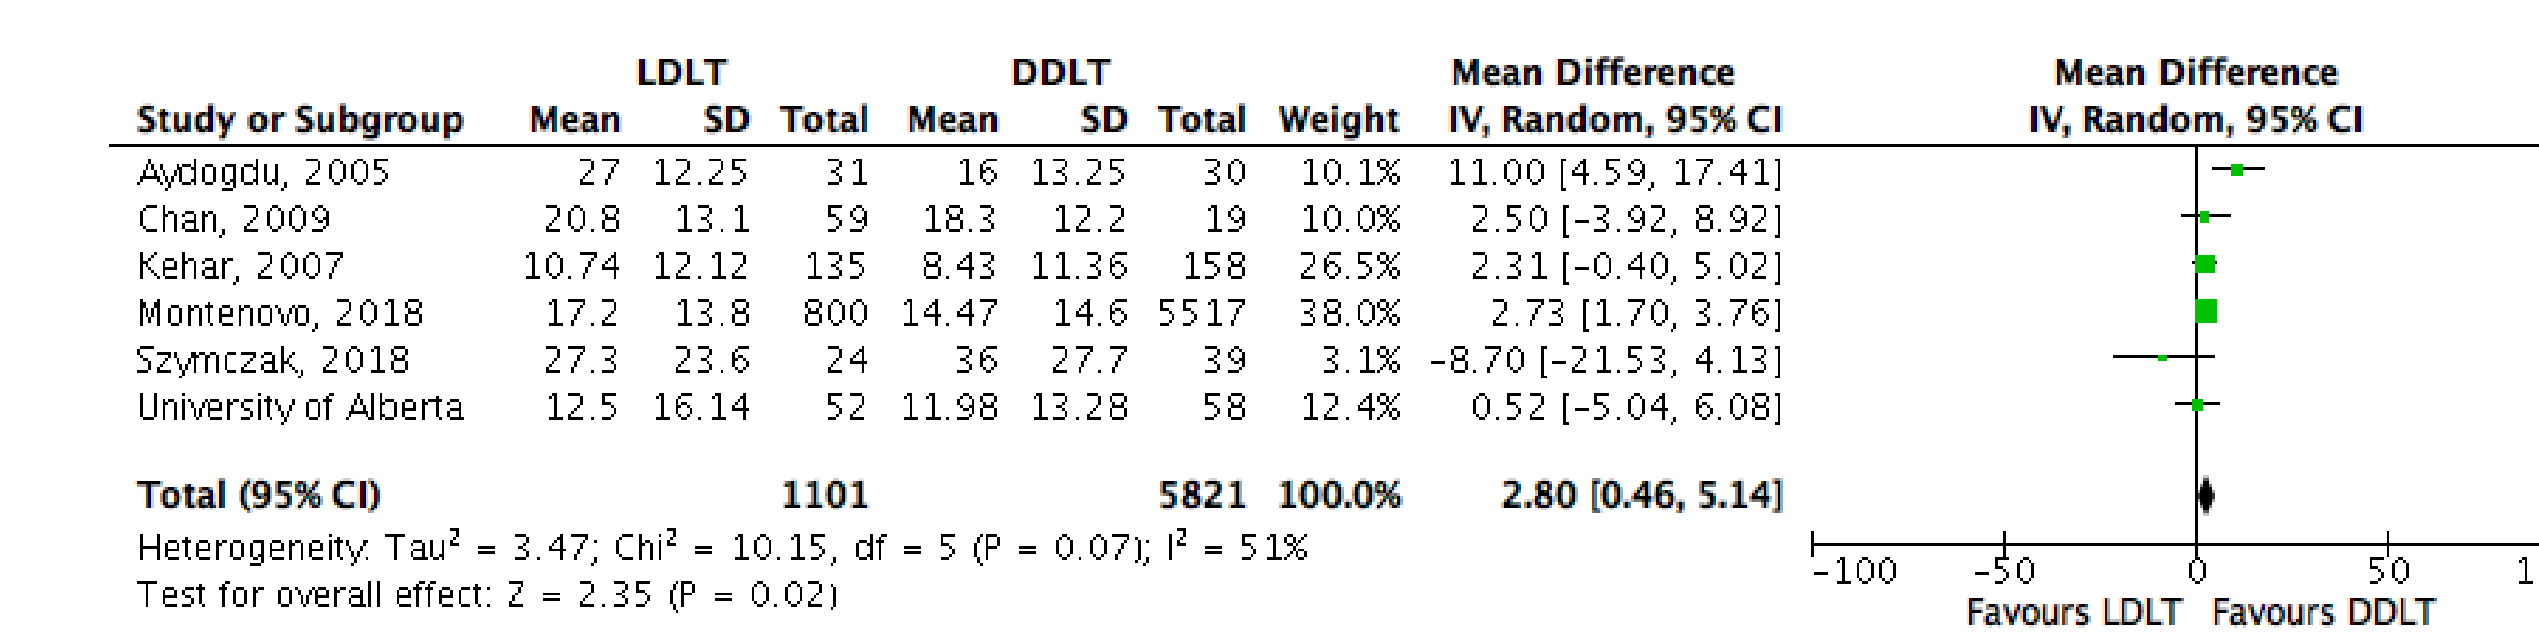 LDLT DDLT Mean Difference Mean Difference
Study or Subgroup Mean SD Total Mean SD Total Weight IV, Random, 95% CI IV, Random, 95% CI
Aydogdu, 2005 27 12.25 31 16 13.25 30 10.1% 11.00 [4.59, 17.41]
Chan, 2009 20.8 13.1 59 18.3 12.2 19 10.0% 2.50 [−3.92, 8.92]
Kehar, 2007 10.74 12.12 135 8.43 11.36 158 26.5% 2.31 [−0.40, 5.02]
Montenovo, 2018 17.2 13.8 800 14.47 14.6 5517 38.0% 2.73 [1.70, 3.76]
Szymczak, 2018 27.3 23.6 24 36 27.7 39 3.1% −8.70 [−21.53, 4.13]
University of Alberta 12.5 16.14 52 11.98 13.28 58 12.4% 0.52 [−5.04, 6.08]
Total (95% CI) 1101 5821 100.0% 2.80 [0.46, 5.14]
Heterogeneity: Tau² = 3.47; Chi² = 10.15, df = 5 (P = 0.07); I² = 51%
Test for overall effect: Z = 2.35 (P = 0.02)
−100 −50 0 50 1
Favours LDLT Favours DDLT